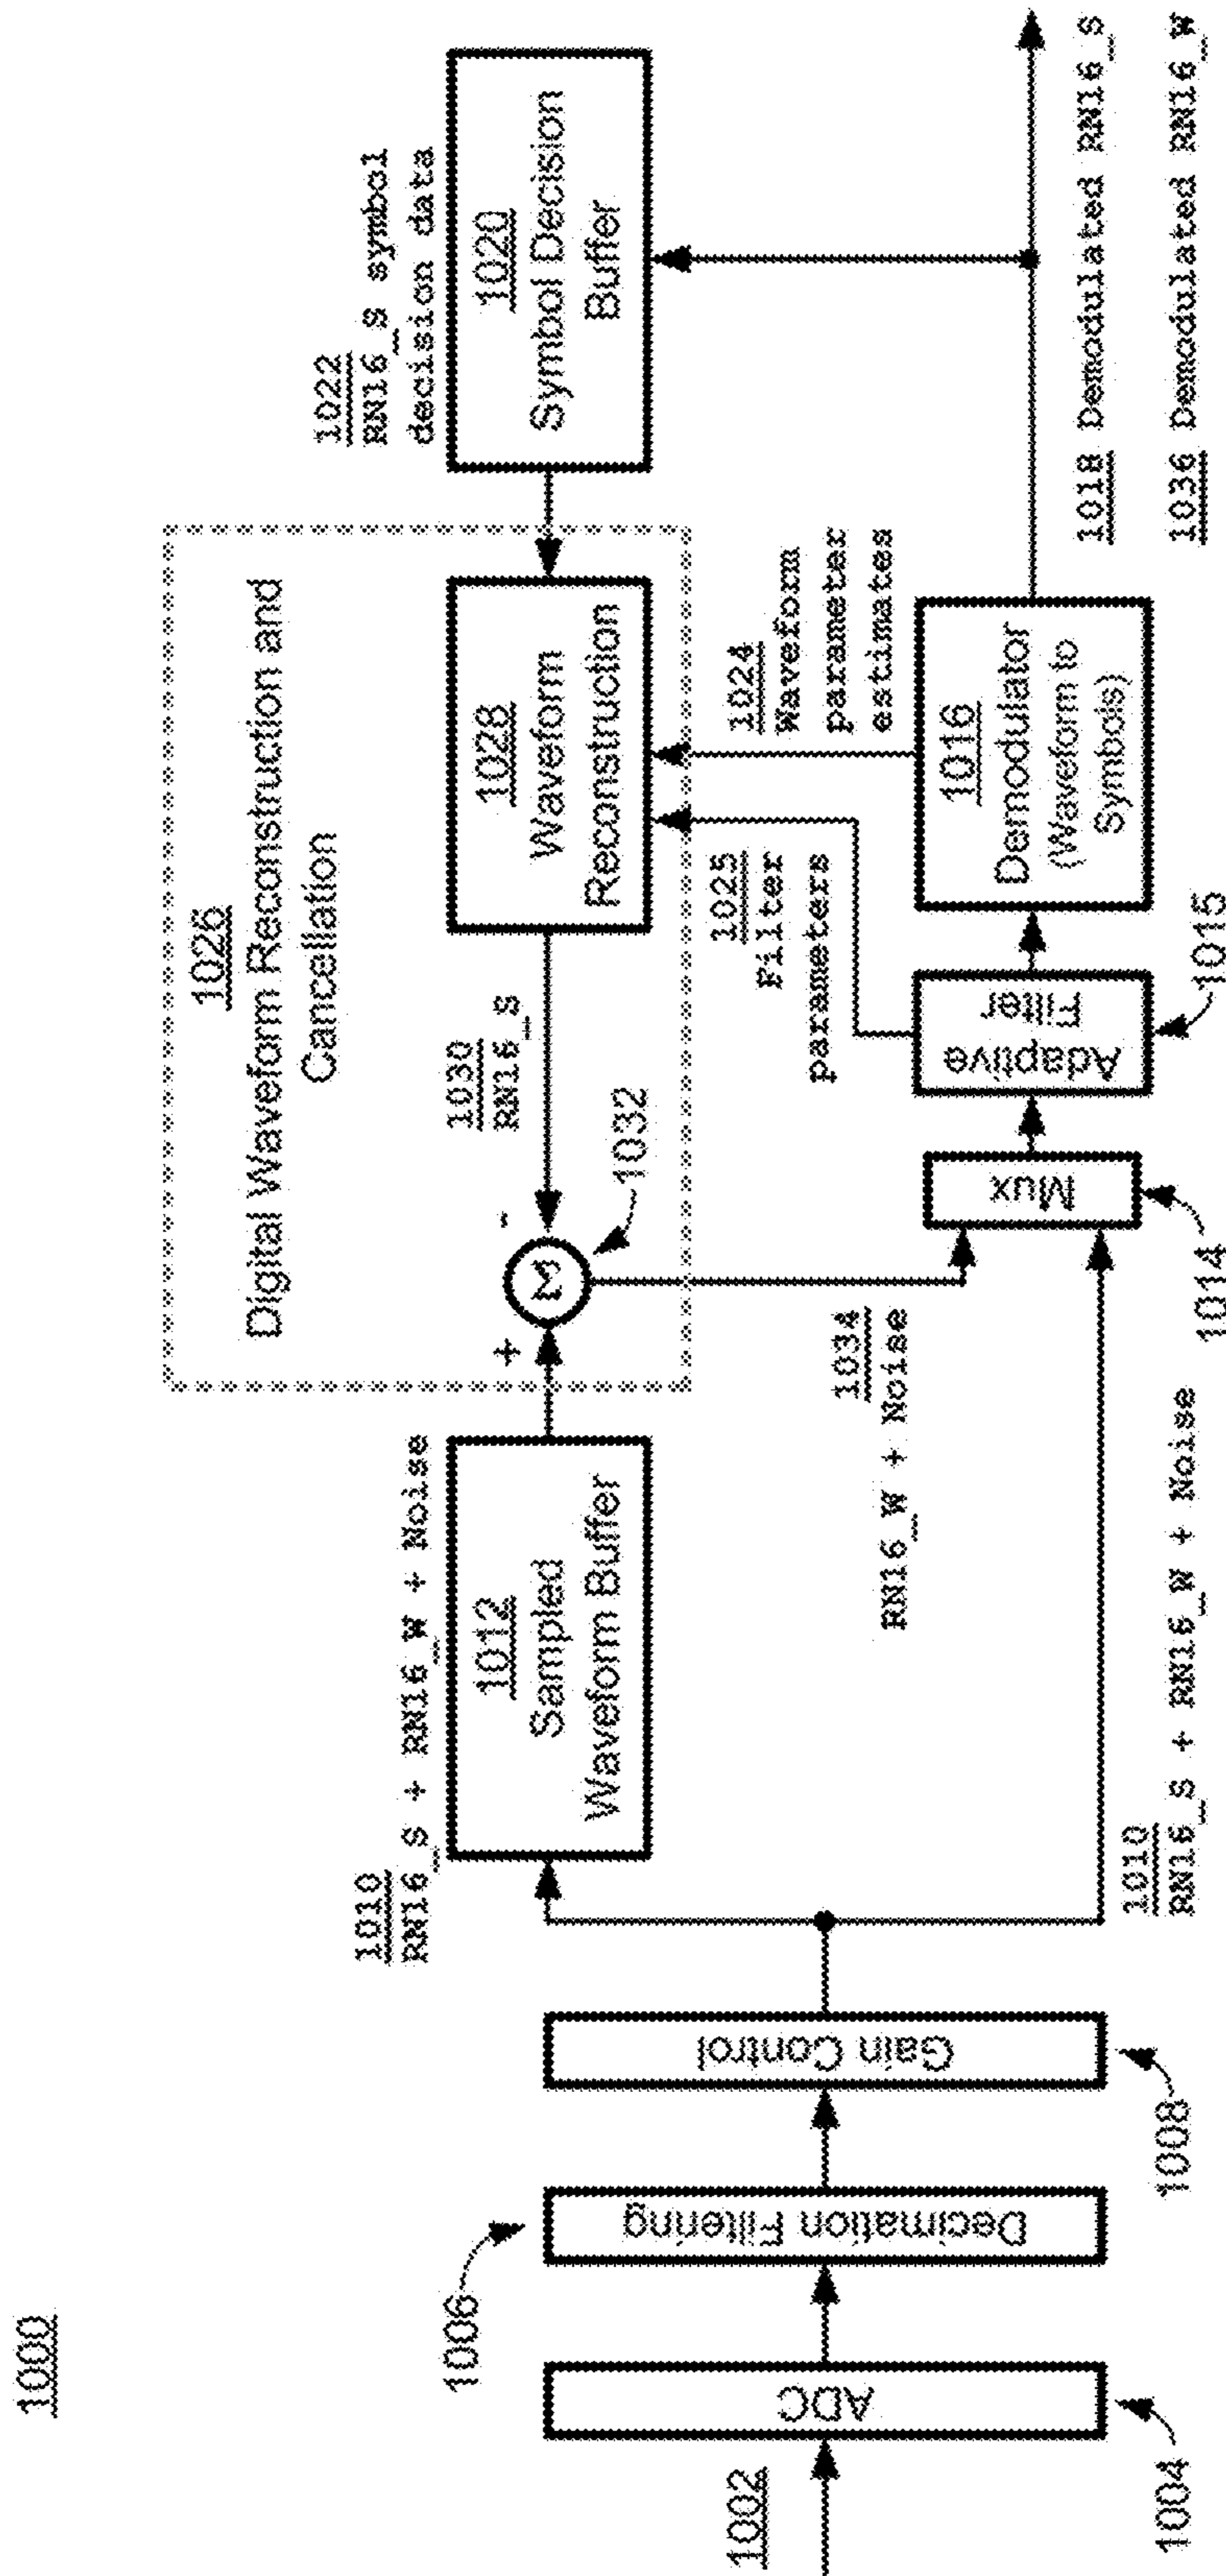 1000
1002
1004
ADC
1006
Decimation Filtering
1008
Gain Control
1010
RN16_S + RN16_W + Noise
1012
Sampled
Waveform Buffer
1010
RN16_S + RN16_W + Noise
1026
Digital Waveform Reconstruction and
Cancellation
+
-
Σ
1032
1030
RN16_S
1028
Waveform
Reconstruction
1022
RN16_S symbol
decision data
1020
Symbol Decision
Buffer
1034
RN16_W + Noise
Mux
1014
Adaptive
Filter
1015
1025
Filter
parameters
1024
Waveform
parameter
estimates
1016
Demodulator
(Waveform to
Symbols)
1018 Demodulated RN16_S
1036 Demodulated RN16_W